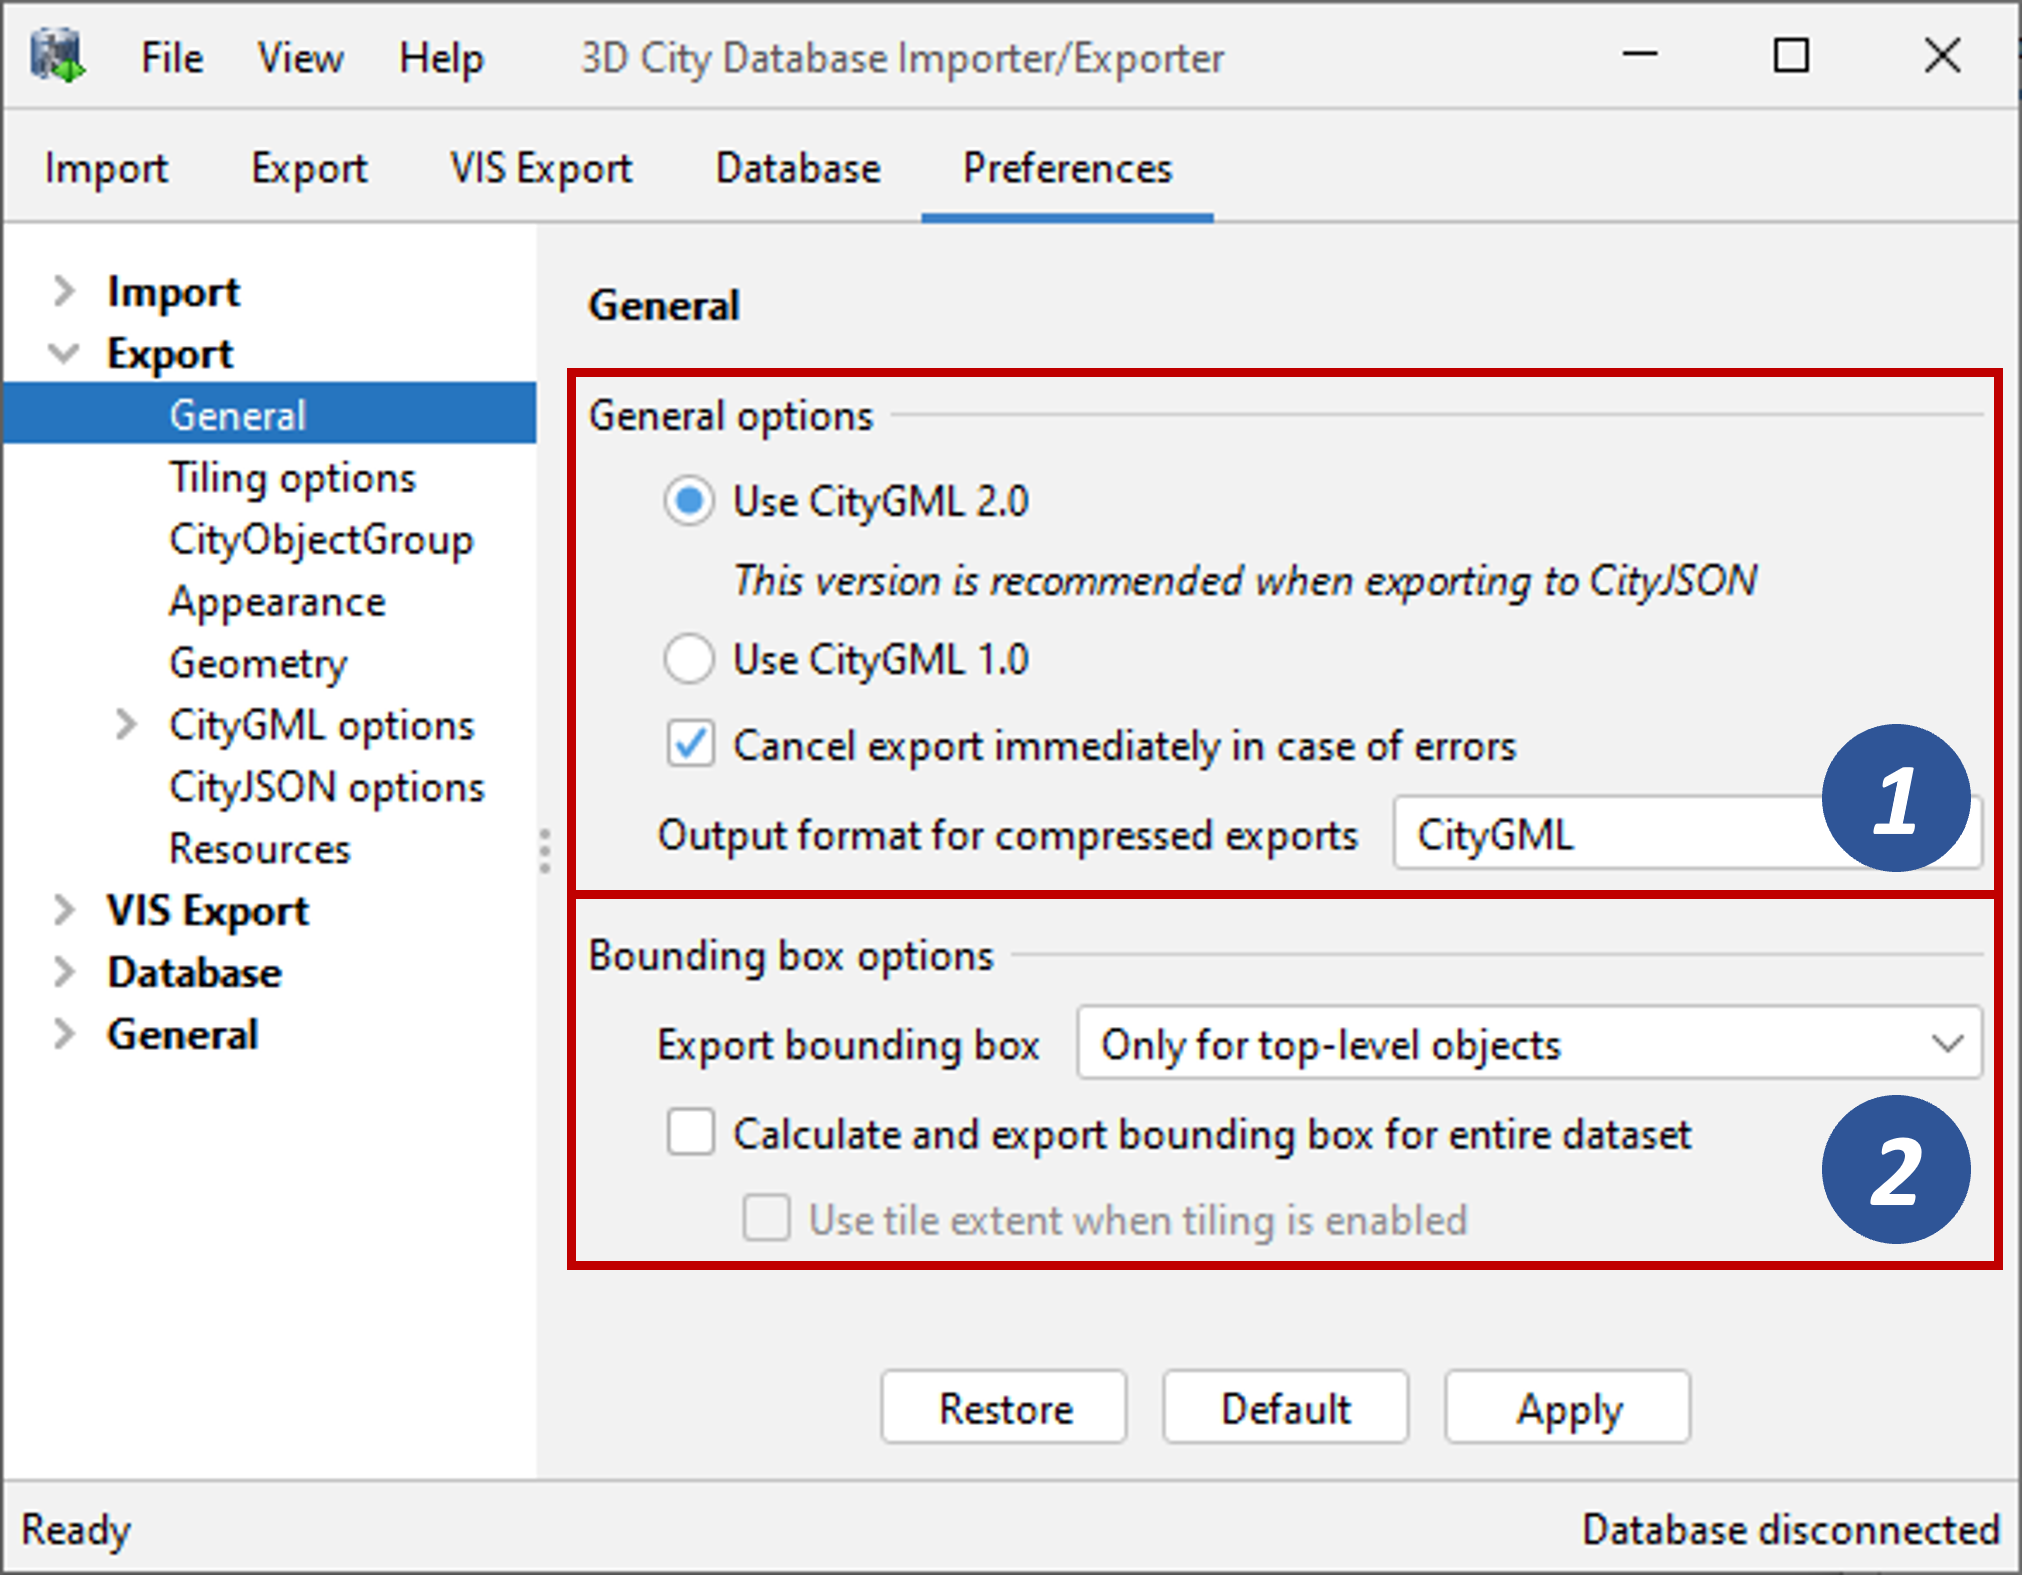 File View Help 3D City Database Importer/Exporter
Import Export VIS Export Database Preferences
Import
Export
General
Tiling options
CityObjectGroup
Appearance
Geometry
CityGML options
CityJSON options
Resources
VIS Export
Database
General
General
General options
Use CityGML 2.0
This version is recommended when exporting to CityJSON
Use CityGML 1.0
Cancel export immediately in case of errors
Output format for compressed exports CityGML
1
Bounding box options
Export bounding box Only for top-level objects
Calculate and export bounding box for entire dataset
2
Use tile extent when tiling is enabled
Restore Default Apply
Ready Database disconnected